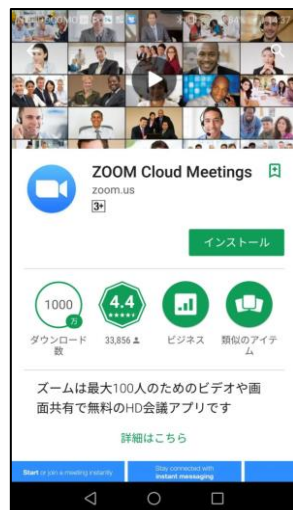 ZOOM Cloud Meetings
zoom.us
3+
インストール
1000
万
4.4
ダウンロード
数
33,856
ビジネス
類似のアイテ
ム
ズームは最大100人のためのビデオや画
面共有で無料のHD会議アプリです
詳細はこちら
Start or join a meeting instantly
Stay connected with
instant messaging